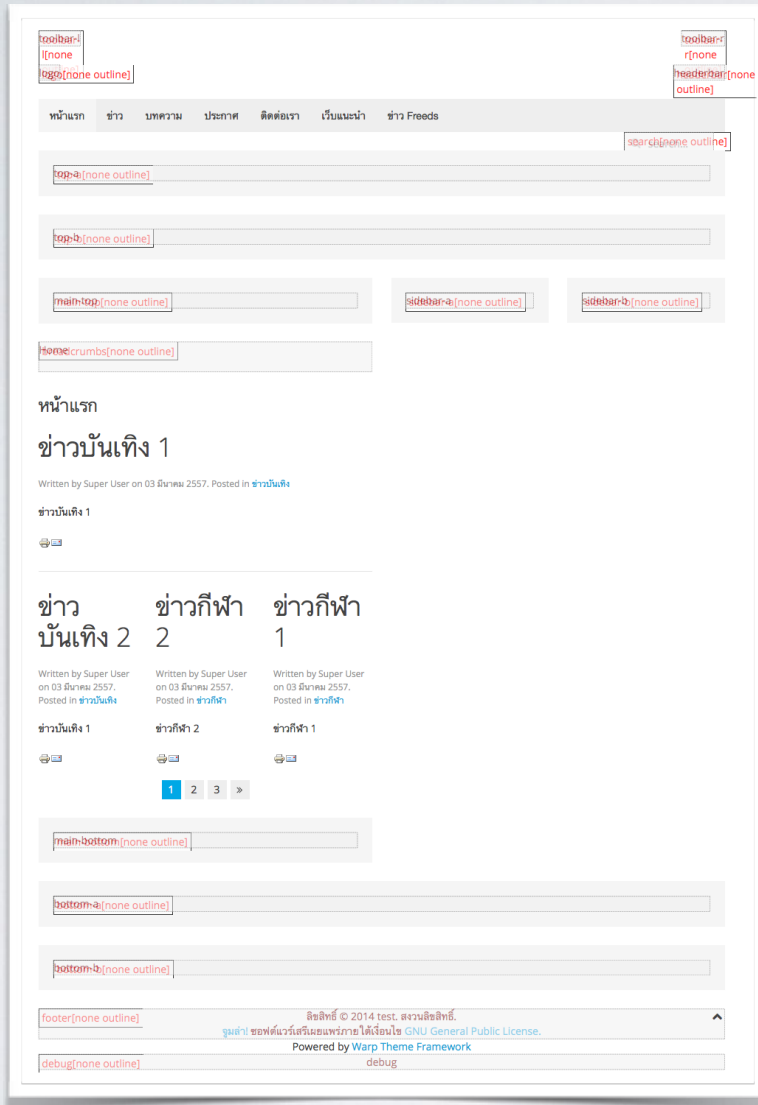 toolbar-l
l[none
toolbar-r
r[none
logo[none outline]
headerbar[none
outline]
หน้าแรก ข่าว บทความ ประกาศ ติดต่อเรา เว็บแนะนำ ข่าว Freeds
search[none outline]
top-a[none outline]
top-b[none outline]
main-top[none outline]
sidebar-a[none outline]
sidebar-b[none outline]
Home
breadcrumbs[none outline]
หน้าแรก
ข่าวบันเทิง 1
Written by Super User on 03 มีนาคม 2557. Posted in ข่าวบันเทิง
ข่าวบันเทิง 1
ข่าว
บันเทิง 2
Written by Super User
on 03 มีนาคม 2557.
Posted in ข่าวบันเทิง
ข่าวบันเทิง 1
ข่าวกีฬา
2
Written by Super User
on 03 มีนาคม 2557.
Posted in ข่าวกีฬา
ข่าวกีฬา 2
ข่าวกีฬา
1
Written by Super User
on 03 มีนาคม 2557.
Posted in ข่าวกีฬา
ข่าวกีฬา 1
1 2 3 »
main-bottom[none outline]
bottom-a[none outline]
bottom-b[none outline]
footer[none outline]
ลิขสิทธิ์ © 2014 test. สงวนลิขสิทธิ์.
จูมล่า! ซอฟต์แวร์เสรีเผยแพร่ภายใต้เงื่อนไข GNU General Public License.
Powered by Warp Theme Framework
debug[none outline]
debug